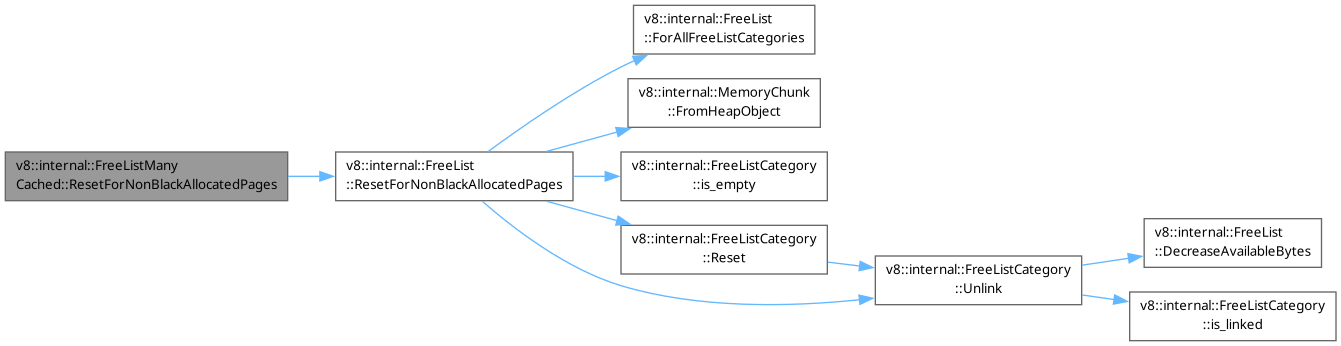 v8::internal::FreeList
::ForAllFreeListCategories
v8::internal::MemoryChunk
::FromHeapObject
v8::internal::FreeListMany
Cached::ResetForNonBlackAllocatedPages
v8::internal::FreeList
::ResetForNonBlackAllocatedPages
v8::internal::FreeListCategory
::is_empty
v8::internal::FreeListCategory
::Reset
v8::internal::FreeListCategory
::Unlink
v8::internal::FreeList
::DecreaseAvailableBytes
v8::internal::FreeListCategory
::is_linked